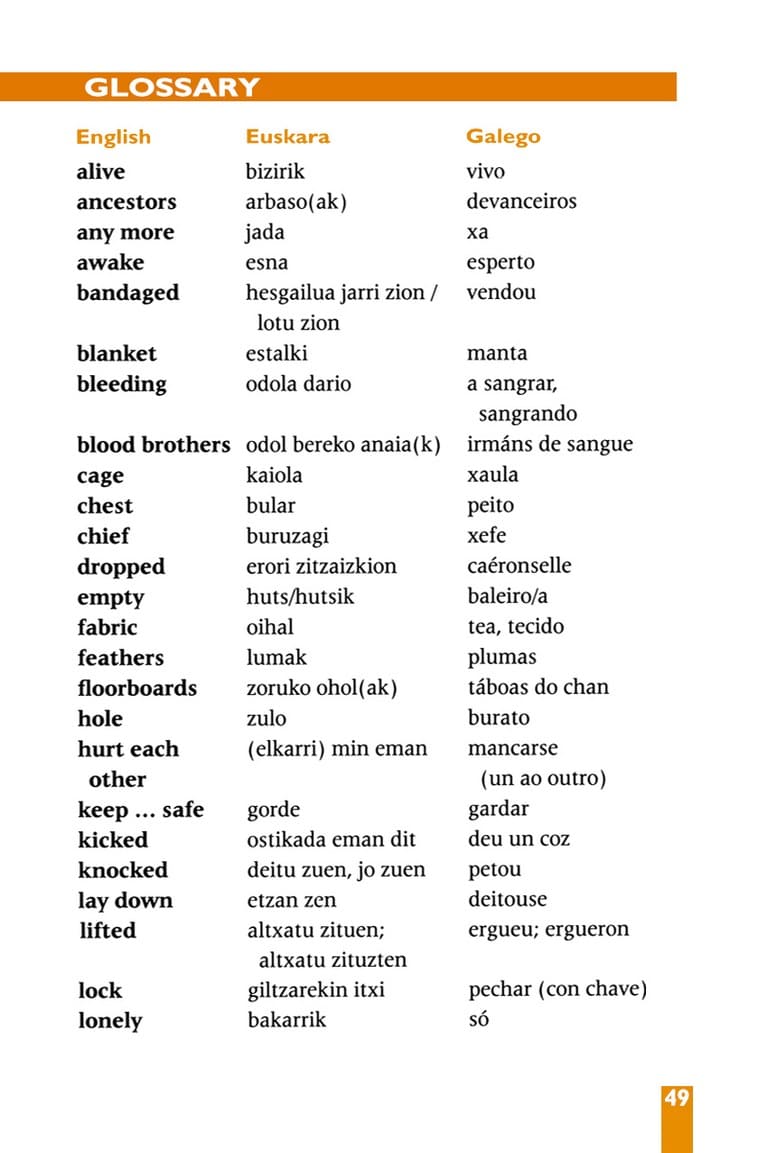 GLOSSARY
English Euskara Galego
alive bizirik vivo
ancestors arbaso(ak) devanceiros
any more jada xa
awake esna esperto
bandaged hesgailua jarri zion / vendou
lotu zion
blanket estalki manta
bleeding odola dario a sangrar,
sangrando
blood brothers odol bereko anaia(k) irmáns de sangue
cage kaiola xaula
chest bular peito
chief buruzagi xefe
dropped erori zitzaizkion caéronselle
empty huts/hutsik baleiro/a
fabric oihal tea, tecido
feathers lumak plumas
floorboards zoruko ohol(ak) táboas do chan
hole zulo burato
hurt each (elkarri) min eman mancarse
other (un ao outro)
keep ... safe gorde gardar
kicked ostikada eman dit deu un coz
knocked deitu zuen, jo zuen petou
lay down etzan zen deitouse
lifted altxatu zituen; ergueu; ergueron
altxatu zituzten
lock giltzarekin itxi pechar (con chave)
lonely bakarrik só
49